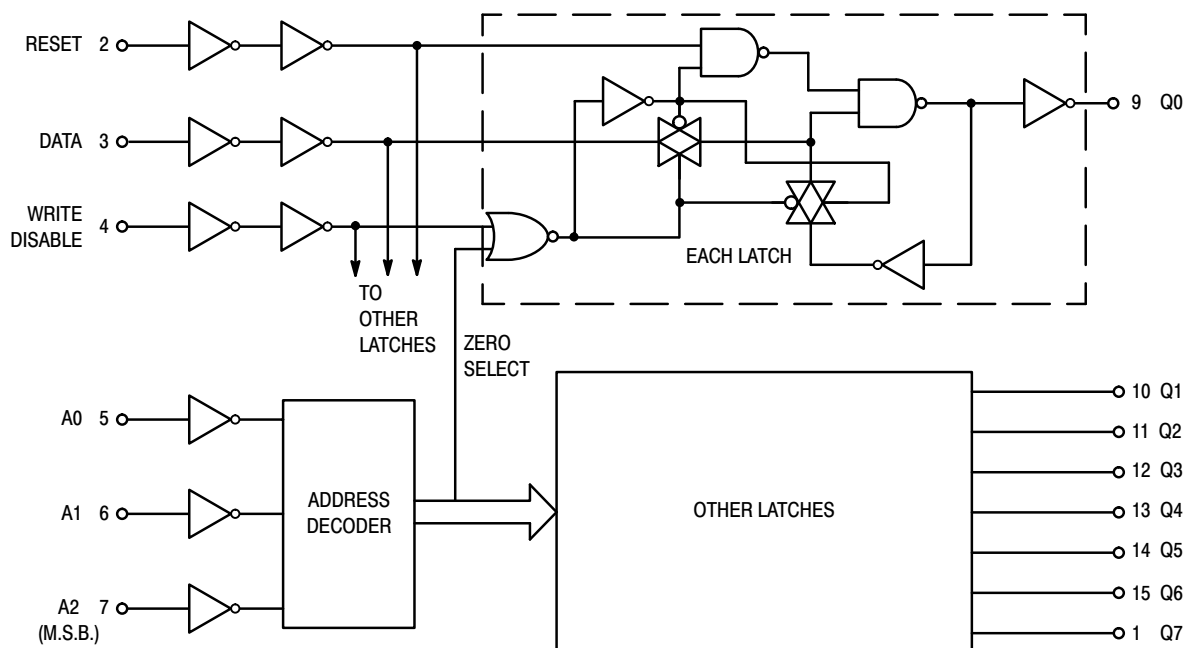 RESET 2
DATA 3
WRITE
DISABLE 4
9 Q0
EACH LATCH
TO
OTHER
LATCHES
ZERO
SELECT
A0 5
A1 6
A2 7
(M.S.B.)
ADDRESS
DECODER
OTHER LATCHES
10 Q1
11 Q2
12 Q3
13 Q4
14 Q5
15 Q6
1 Q7